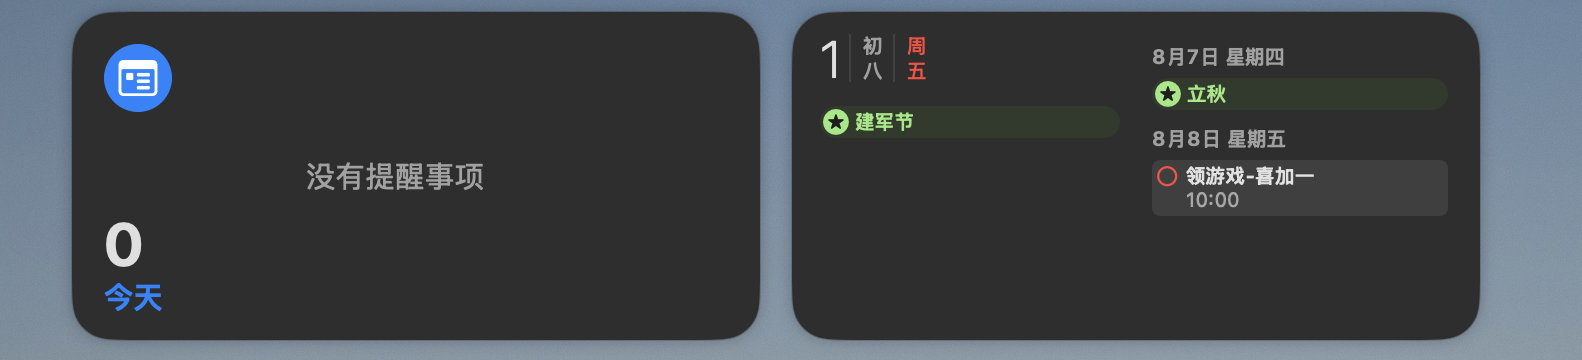 没有提醒事项
0
今天
1
初八
周五
建军节
8月7日 星期四
立秋
8月8日 星期五
领游戏-喜加一
10:00